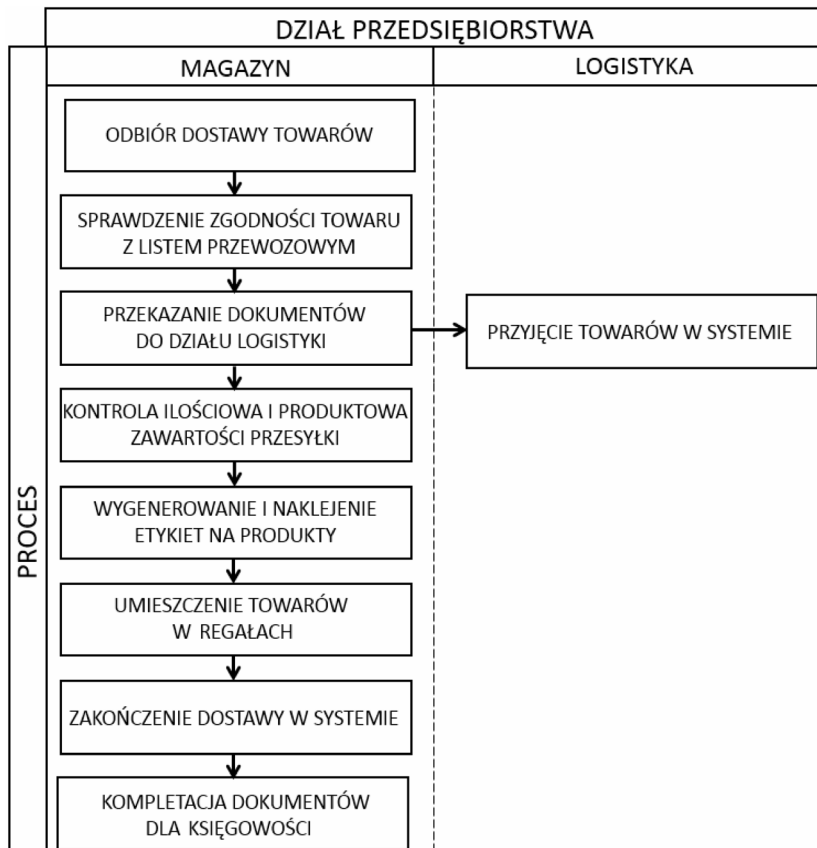 DZIAŁ PRZEDSIĘBIORSTWA
MAGAZYN
LOGISTYKA
PROCES
ODBIÓR DOSTAWY TOWARÓW
SPRAWDZENIE ZGODNOŚCI TOWARU
Z LISTEM PRZEWOZOWYM
PRZEKAZANIE DOKUMENTÓW
DO DZIAŁU LOGISTYKI
PRZYJĘCIE TOWARÓW W SYSTEMIE
KONTROLA ILOŚCIOWA I PRODUKTOWA
ZAWARTOŚCI PRZESYŁKI
WYGENEROWANIE I NAKLEJENIE
ETYKIET NA PRODUKTY
UMIESZCZENIE TOWARÓW
W REGAŁACH
ZAKOŃCZENIE DOSTAWY W SYSTEMIE
KOMPLETACJA DOKUMENTÓW
DLA KSIĘGOWOŚCI